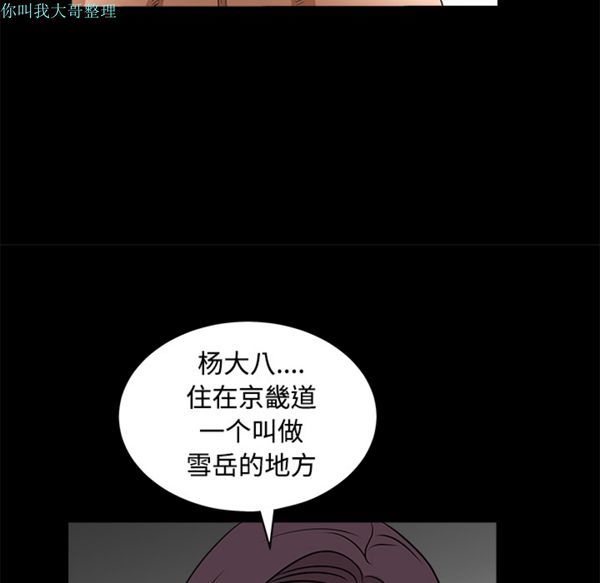 你叫我大哥整理
杨大八....
住在京畿道
一个叫做
雪岳的地方